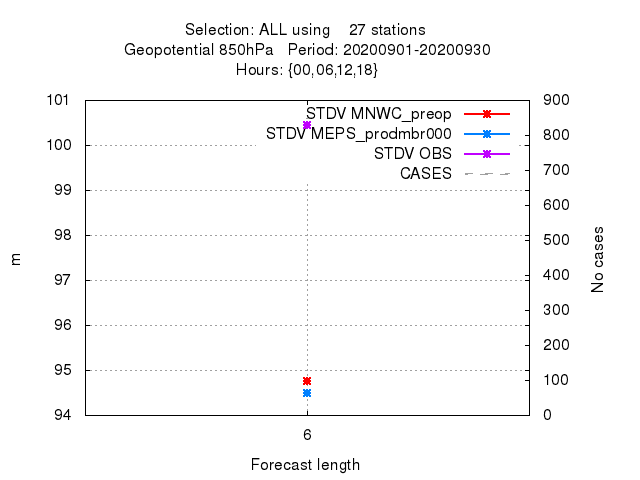 Selection: ALL using    27 stations
Geopotential 850hPa   Period: 20200901-20200930
Hours: {00,06,12,18}
101
100
99
98
97
96
95
94
m
STDV MNWC_preop
STDV MEPS_prodmbr000
STDV OBS
CASES
900
800
700
600
500
400
300
200
100
0
No cases
6
Forecast length